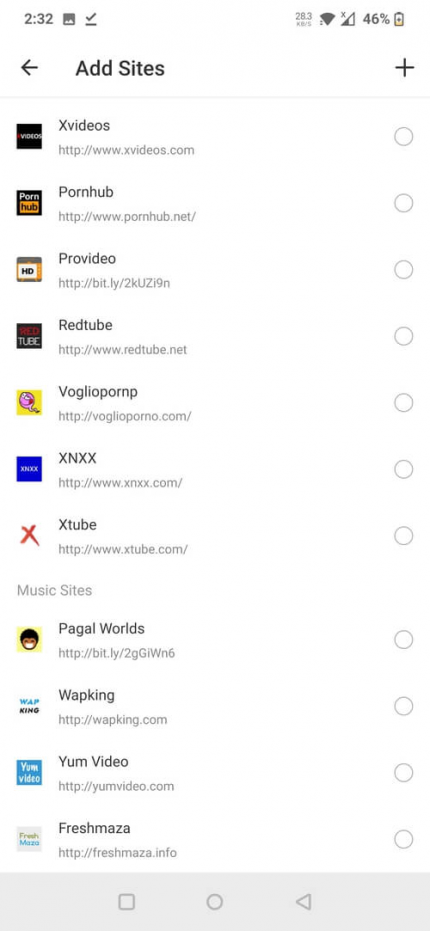 2:32
28.3
KB/S
X
46%
Add Sites
XVIDEOS
Xvideos
http://www.xvideos.com
Porn
hub
Pornhub
http://www.pornhub.net/
HD
Provideo
http://bit.ly/2kUZi9n
RED
TUBE
Redtube
http://www.redtube.net
Vogliopornp
http://voglioporno.com/
XNXX
XNXX
http://www.xnxx.com/
Xtube
http://www.xtube.com/
Music Sites
Pagal Worlds
http://bit.ly/2gGiWn6
WAP
KING
Wapking
http://wapking.com
Yum
video
Yum Video
http://yumvideo.com
Fresh
Maza
Freshmaza
http://freshmaza.info